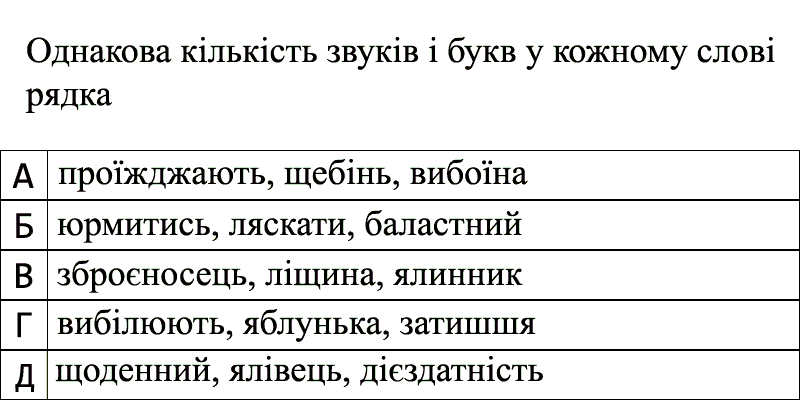 Однакова кількість звуків і букв у кожному слові
рядка
А проїжджають, щебінь, вибоїна
Б юрмитись, ляскати, баластний
В зброєносець, ліщина, ялинник
Г вибілюють, яблунька, затишшя
Д щоденний, ялівець, дієздатність